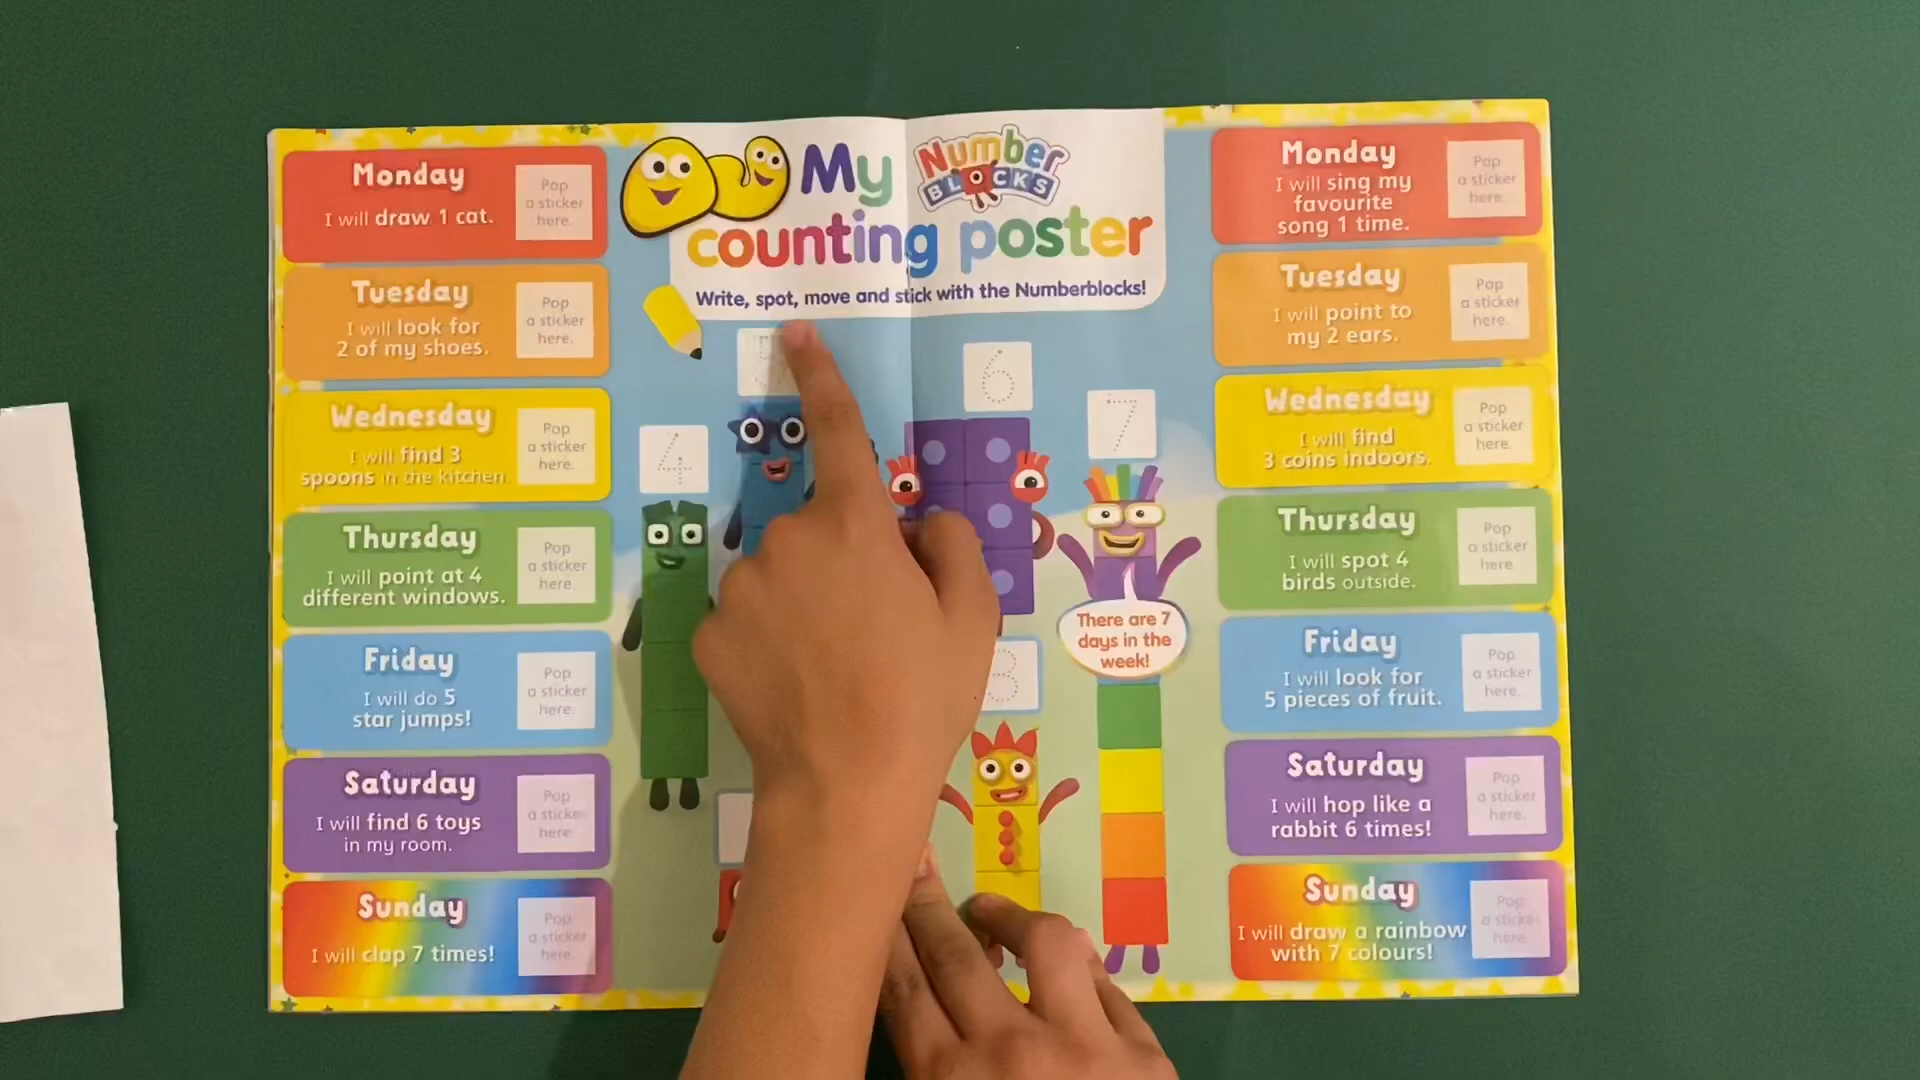 My
Number
BLOCKS
counting poster
Write, spot, move and stick with the Numberblocks!
Monday
I will draw 1 cat.
Pop
a sticker
here.
Tuesday
I will look for
2 of my shoes.
Pop
a sticker
here.
Wednesday
I will find 3
spoons in the kitchen.
Pop
a sticker
here.
Thursday
I will point at 4
different windows.
Pop
a sticker
here.
Friday
I will do 5
star jumps!
Pop
a sticker
here.
Saturday
I will find 6 toys
in my room.
Pop
a sticker
here.
Sunday
I will clap 7 times!
Pop
a sticker
here.
4
5
6
7
3
There are 7
days in the
week!
Monday
I will sing my
favourite
song 1 time.
Pop
a sticker
here.
Tuesday
I will point to
my 2 ears.
Pop
a sticker
here.
Wednesday
I will find
3 coins indoors.
Pop
a sticker
here.
Thursday
I will spot 4
birds outside.
Pop
a sticker
here.
Friday
I will look for
5 pieces of fruit.
Pop
a sticker
here.
Saturday
I will hop like a
rabbit 6 times!
Pop
a sticker
here.
Sunday
I will draw a rainbow
with 7 colours!
Pop
a sticker
here.